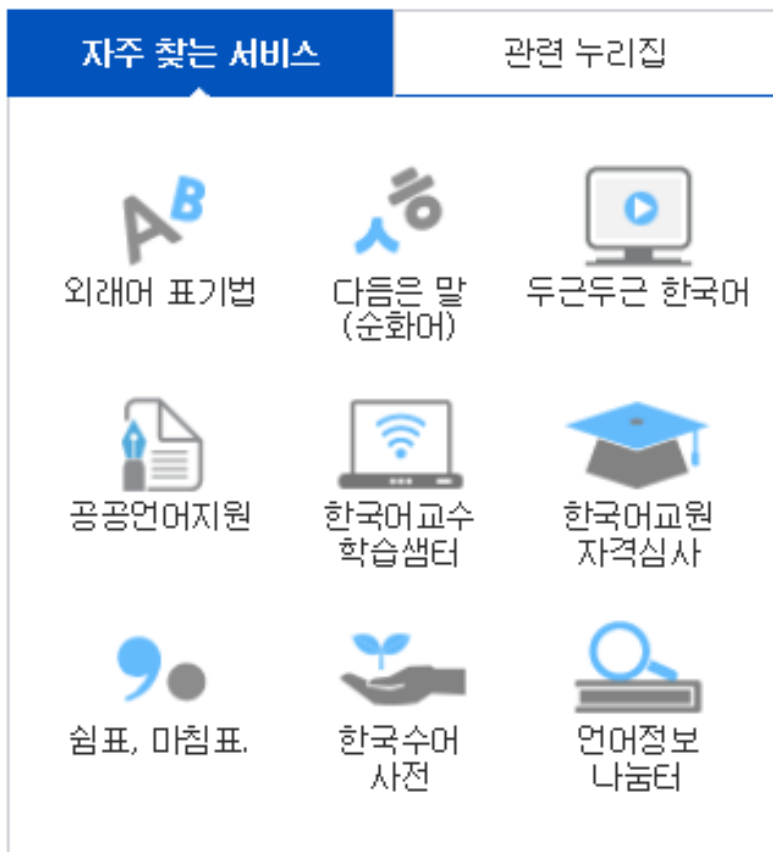 자주 찾는 서비스
관련 누리집
외래어 표기법
다듬은 말
(순화어)
두근두근 한국어
공공언어지원
한국어교수
학습샘터
한국어교원
자격심사
쉼표, 마침표.
한국수어
사전
언어정보
나눔터